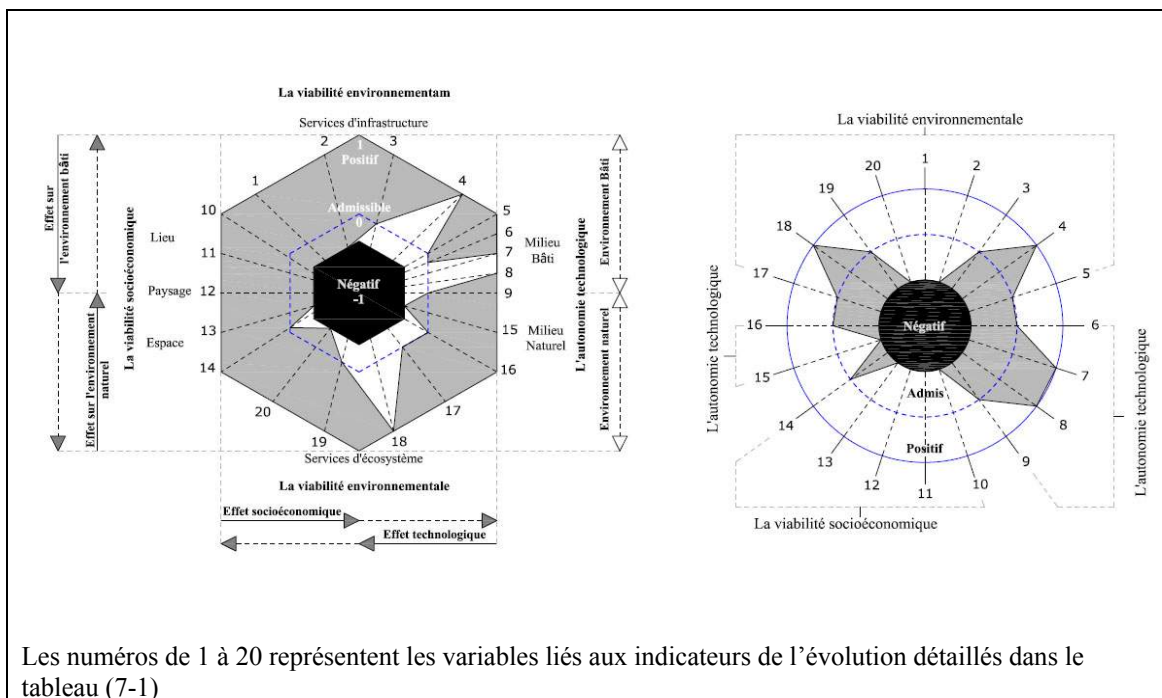 La viabilité environnementam
Services d'infrastructure
2
1
Positif
3
1
4
10
Admissible
0
5
6
7
8
9
Lieu
11
Paysage
12
Négatif
-1
Milieu
Bâti
Espace
13
15
Milieu
Naturel
14
16
20
17
19
18
Services d'écosystème
La viabilité environnementale
Effet socioéconomique
Effet technologique
Effet sur
l'environnement bâti
Effet sur l'environnement
naturel
La viabilité socioéconomique
L'autonomie technologique
Environnement Bâti
Environnement naturel
La viabilité environnementale
1
2
3
4
5
6
7
8
9
10
11
12
13
14
15
16
17
18
19
20
Négatif
Admis
Positif
L'autonomie technologique
L'autonomie technologique
La viabilité socioéconomique
Les numéros de 1 à 20 représentent les variables liés aux indicateurs de l'évolution détaillés dans le
tableau (7-1)